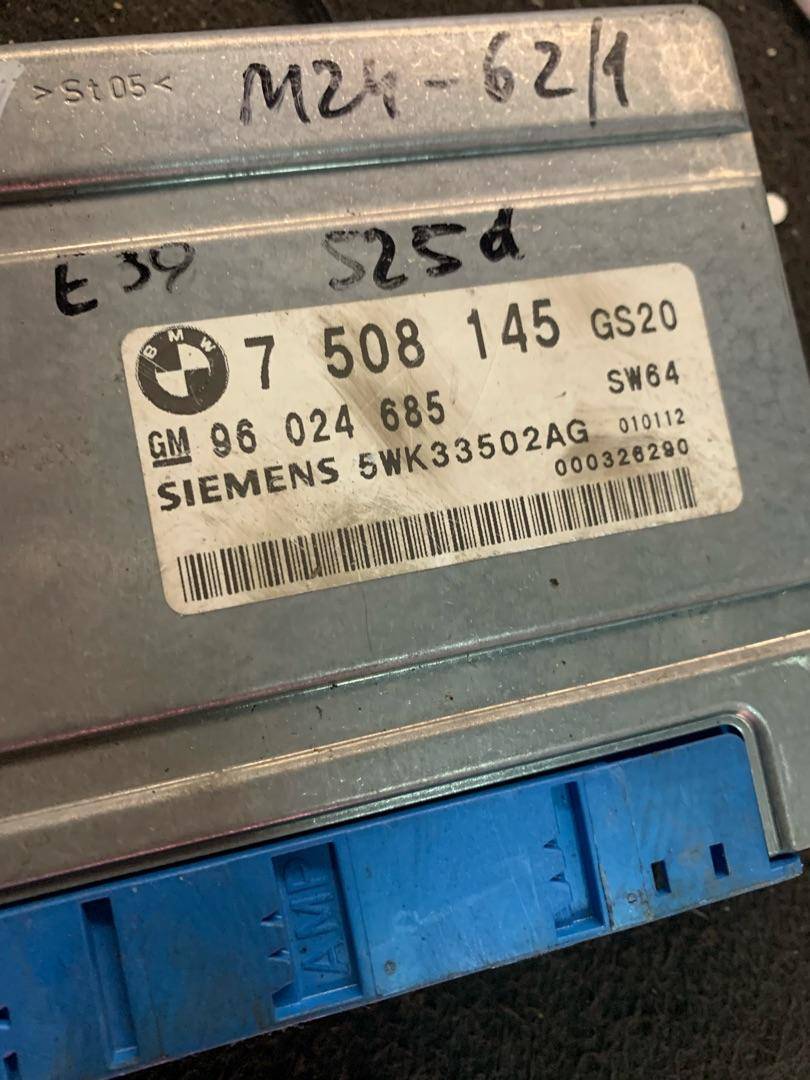 >St05<
M24-62/1
E39 525d
BMW 7 508 145 GS20
SW64
GM 96 024 685
010112
SIEMENS 5WK33502AG
000326290
AMP